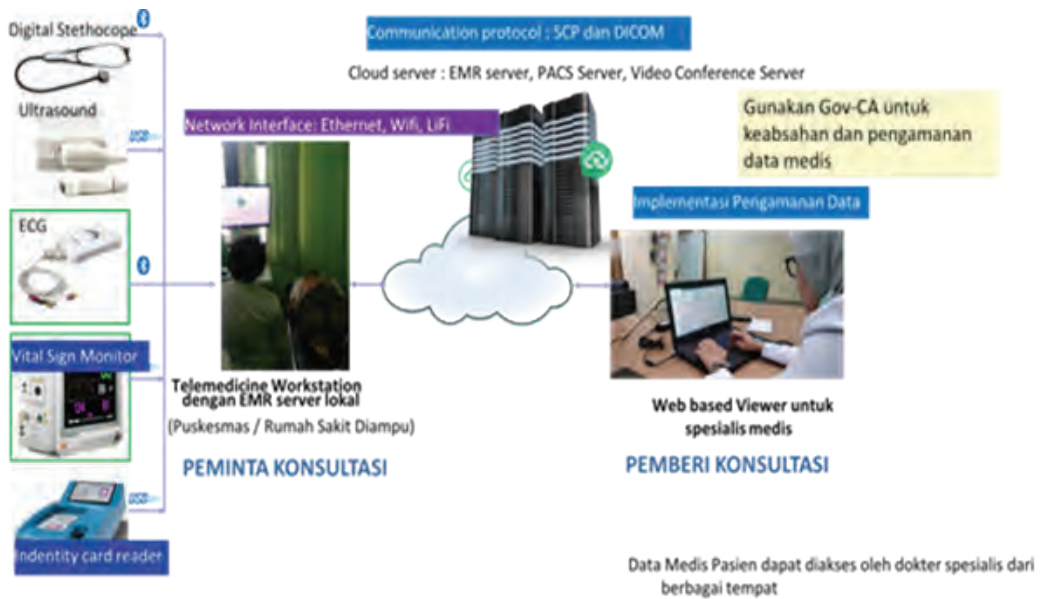 Digital Stethocope
Communication protocol : SCP dan DICOM
Cloud server : EMR server, PACS Server, Video Conference Server
Ultrasound
USB
Network Interface: Ethernet, Wifi, LiFi
Gunakan Gov-CA untuk
keabsahan dan pengamanan
data medis
Implementasi Pengamanan Data
ECG
Vital Sign Monitor
Telemedicine Workstation
dengan EMR server lokal
(Puskesmas / Rumah Sakit Diampu)
PEMINTA KONSULTASI
Web based Viewer untuk
spesialis medis
PEMBERI KONSULTASI
USB
Indentity card reader
Data Medis Pasien dapat diakses oleh dokter spesialis dari
berbagai tempat